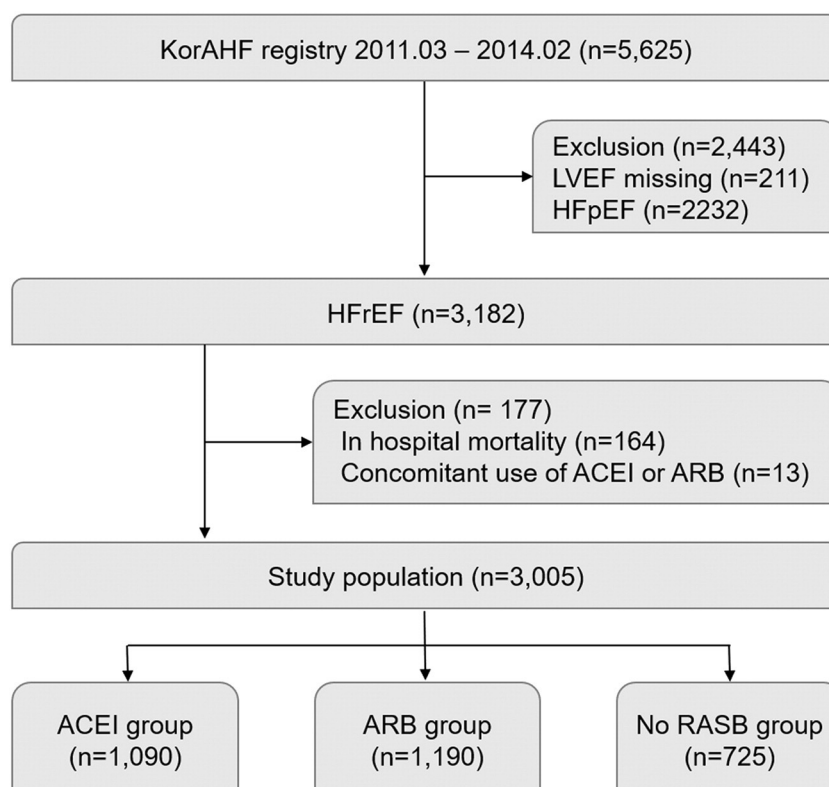 KorAHF registry 2011.03 – 2014.02 (n=5,625)
Exclusion (n=2,443)
LVEF missing (n=211)
HFpEF (n=2232)
HFrEF (n=3,182)
Exclusion (n= 177)
In hospital mortality (n=164)
Concomitant use of ACEI or ARB (n=13)
Study population (n=3,005)
ACEI group
(n=1,090)
ARB group
(n=1,190)
No RASB group
(n=725)